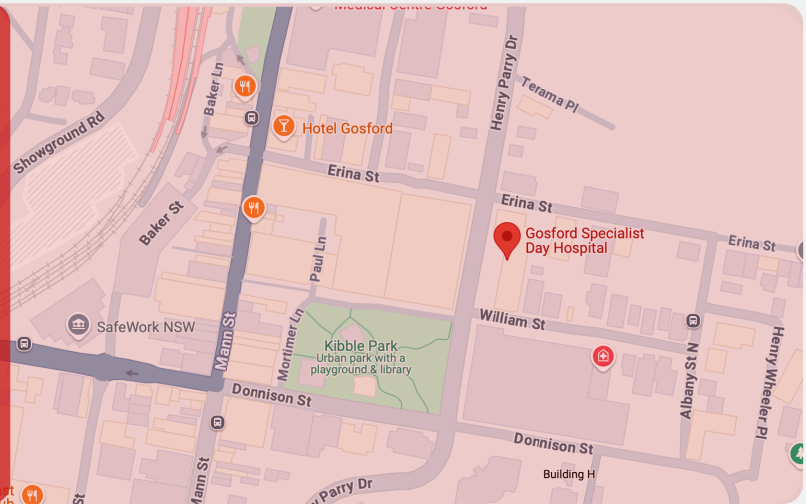 Medical Centre Gosford
Henry Parry Dr
Terama Pl
Baker Ln
Showground Rd
Hotel Gosford
Erina St
Erina St
Baker St
Gosford Specialist
Day Hospital
Erina St
Paul Ln
SafeWork NSW
Mann St
Mortimer Ln
William St
Kibble Park
Urban park with a
playground & library
Henry Wheeler Pl
Albany St N
Donnison St
Donnison St
Building H
Mann St
Parry Dr
St